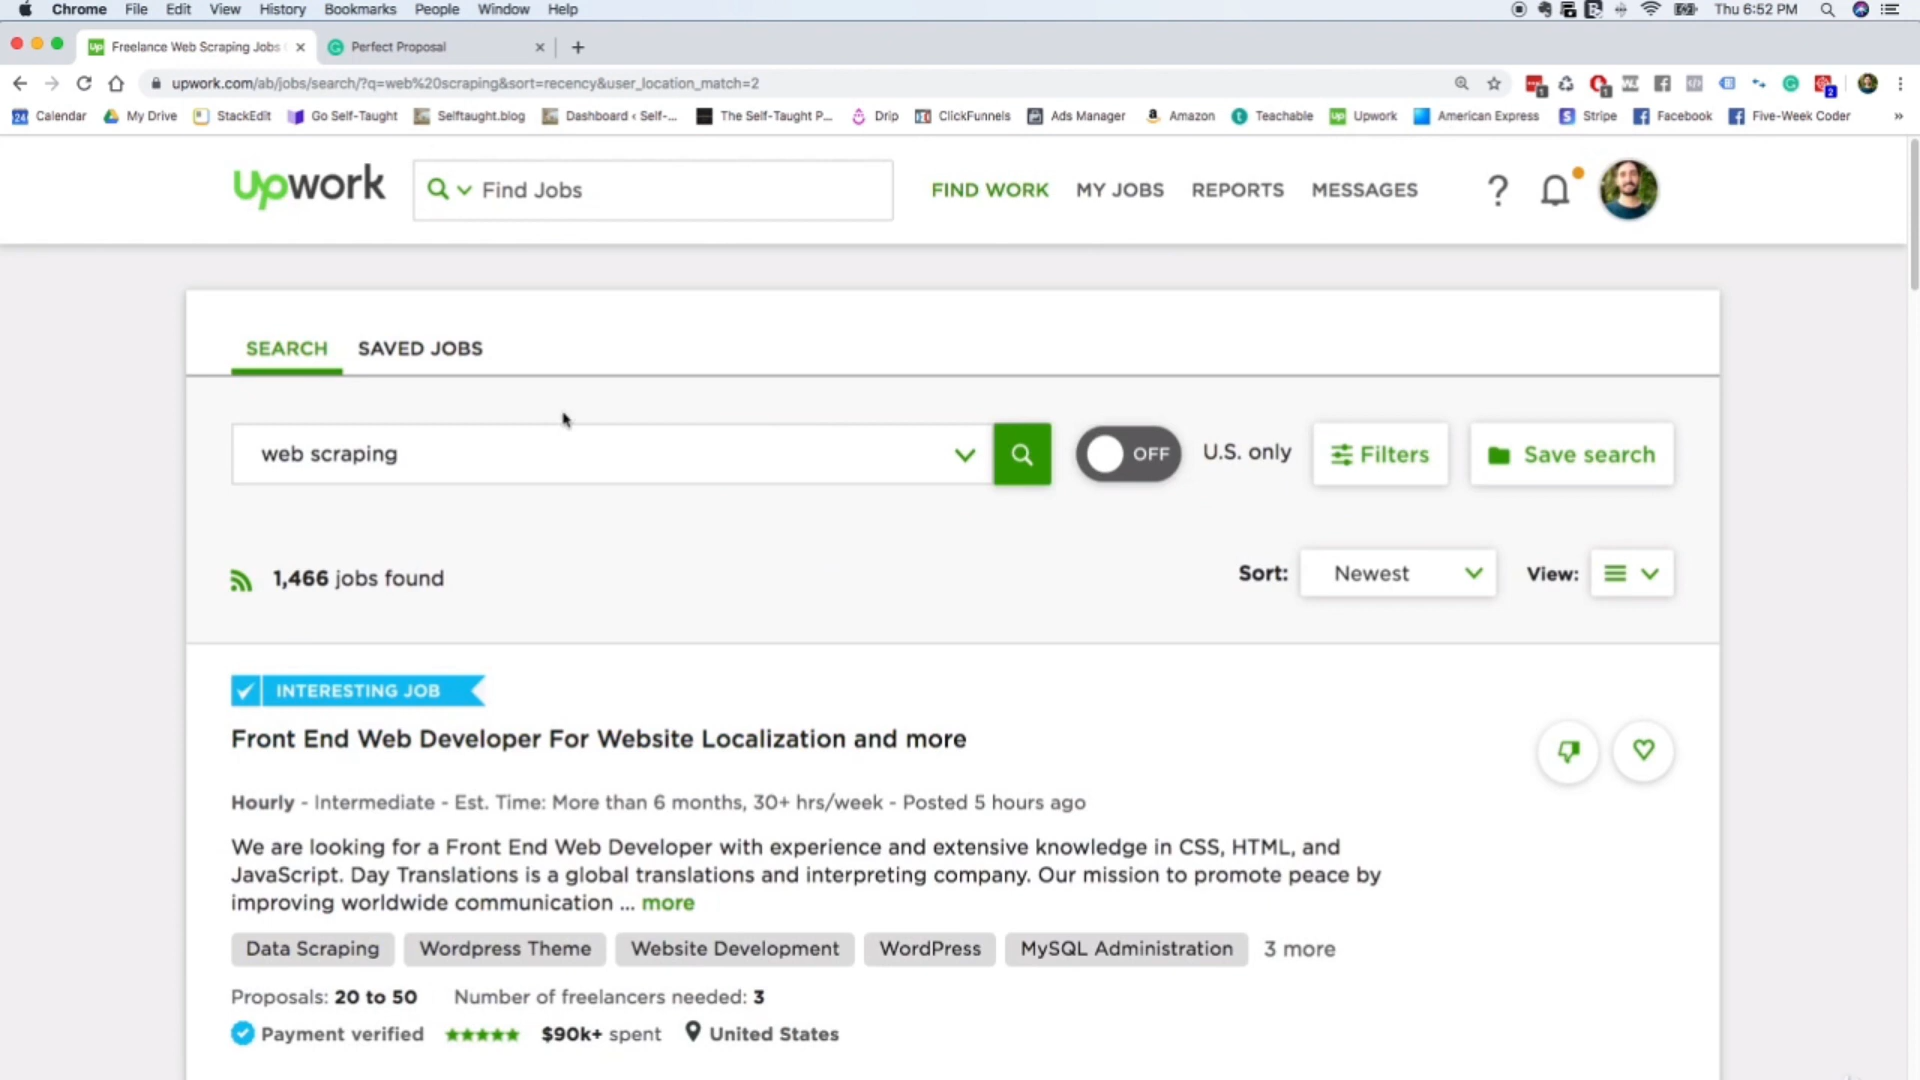 Chrome File Edit View History Bookmarks People Window Help Thu 6:52 PM
Freelance Web Scraping Jobs Perfect Proposal
upwork.com/ab/jobs/search/?q=web%20scraping&sort=recency&user_location_match=2
24 Calendar My Drive StackEdit Go Self-Taught Selftaught.blog Dashboard ‹ Self-... The Self-Taught P... Drip ClickFunnels Ads Manager Amazon Teachable Upwork American Express Stripe Facebook Five-Week Coder »
upwork Find Jobs FIND WORK MY JOBS REPORTS MESSAGES ?
SEARCH SAVED JOBS
web scraping OFF U.S. only Filters Save search
1,466 jobs found Sort: Newest View:
INTERESTING JOB
Front End Web Developer For Website Localization and more
Hourly - Intermediate - Est. Time: More than 6 months, 30+ hrs/week - Posted 5 hours ago
We are looking for a Front End Web Developer with experience and extensive knowledge in CSS, HTML, and
JavaScript. Day Translations is a global translations and interpreting company. Our mission to promote peace by
improving worldwide communication ... more
Data Scraping Wordpress Theme Website Development WordPress MySQL Administration 3 more
Proposals: 20 to 50 Number of freelancers needed: 3
Payment verified $90k+ spent United States